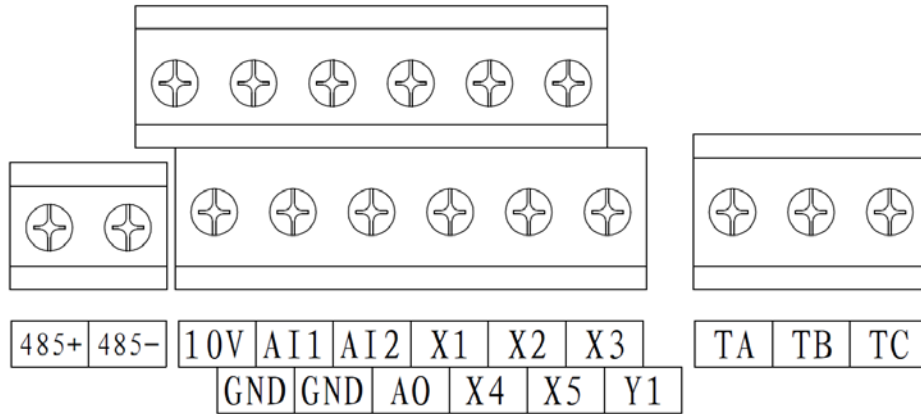 485+ 485- 10V AI1 AI2 X1 X2 X3 TA TB TC
GND GND AO X4 X5 Y1